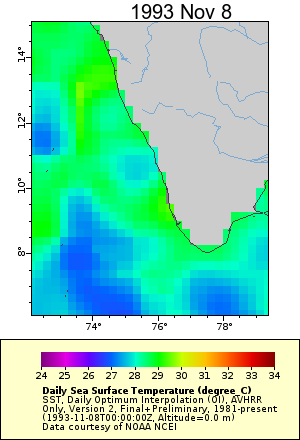 1993 Nov 8
14°
12°
10°
8°
74°
76°
78°
24 25 26 27 28 29 30 31 32 33 34
Daily Sea Surface Temperature (degree_C)
SST, Daily Optimum Interpolation (OI), AVHRR
Only, Version 2, Final+Preliminary, 1981-present
(1993-11-08T00:00:00Z, Altitude=0.0 m)
Data courtesy of NOAA NCEI